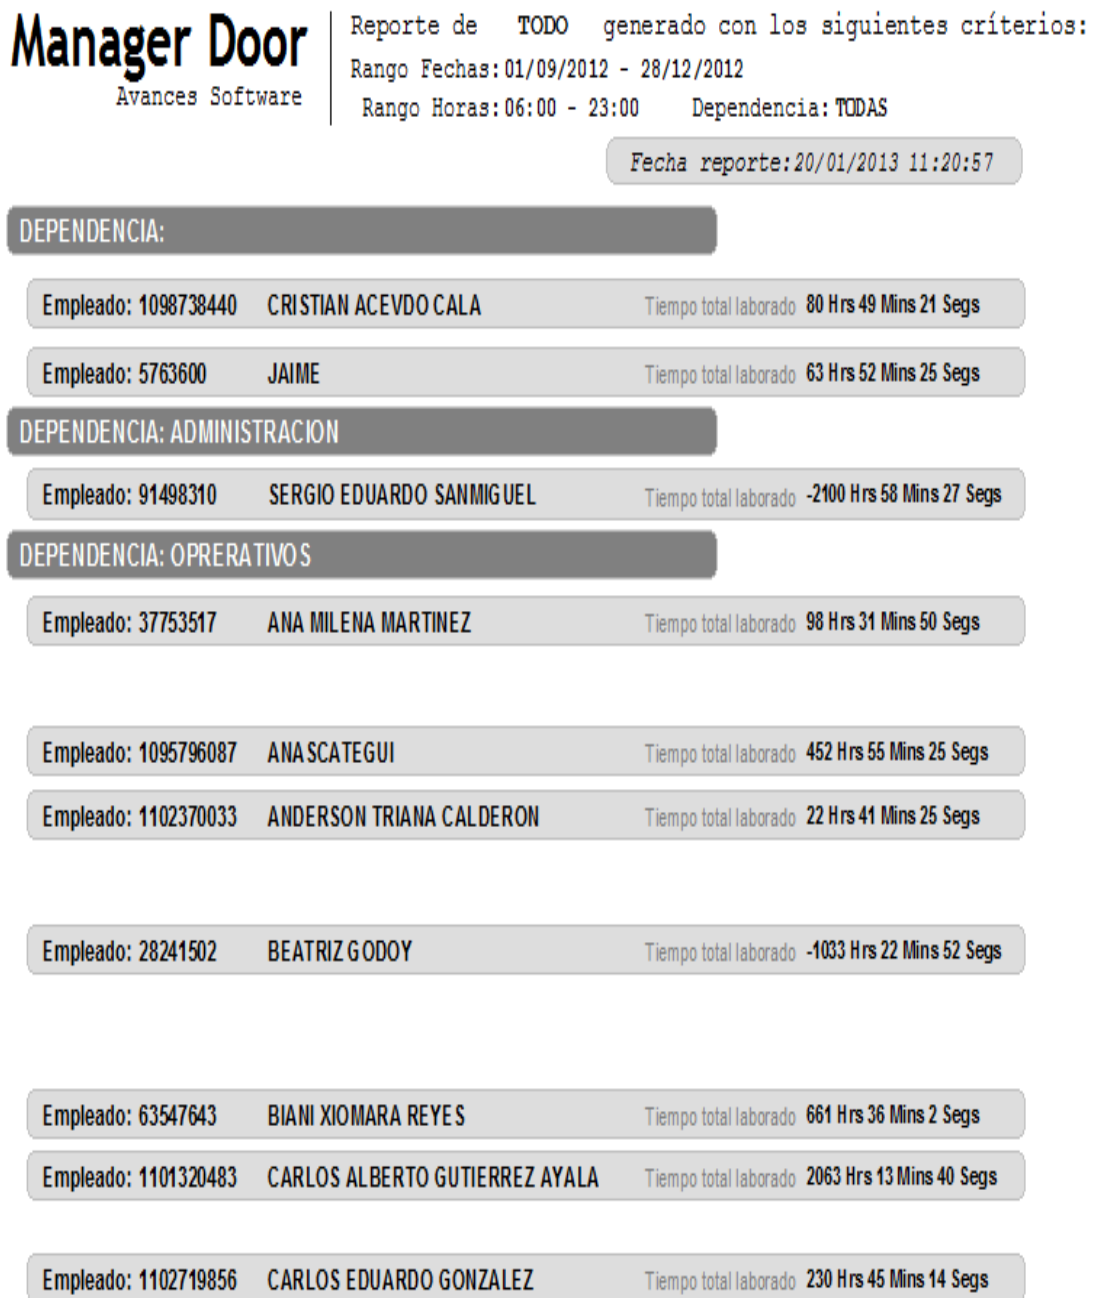 Manager Door
Avances Software
Reporte de TODO generado con los siguientes críterios:
Rango Fechas: 01/09/2012 - 28/12/2012
Rango Horas: 06:00 - 23:00 Dependencia: TODAS
Fecha reporte: 20/01/2013 11:20:57
DEPENDENCIA:
Empleado: 1098738440 CRISTIAN ACEVDO CALA Tiempo total laborado 80 Hrs 49 Mins 21 Segs
Empleado: 5763600 JAIME Tiempo total laborado 63 Hrs 52 Mins 25 Segs
DEPENDENCIA: ADMINISTRACION
Empleado: 91498310 SERGIO EDUARDO SANMIGUEL Tiempo total laborado -2100 Hrs 58 Mins 27 Segs
DEPENDENCIA: OPRERATIVOS
Empleado: 37753517 ANA MILENA MARTINEZ Tiempo total laborado 98 Hrs 31 Mins 50 Segs
Empleado: 1095796087 ANASCATEGUI Tiempo total laborado 452 Hrs 55 Mins 25 Segs
Empleado: 1102370033 ANDERSON TRIANA CALDERON Tiempo total laborado 22 Hrs 41 Mins 25 Segs
Empleado: 28241502 BEATRIZ GODOY Tiempo total laborado -1033 Hrs 22 Mins 52 Segs
Empleado: 63547643 BIANI XIOMARA REYES Tiempo total laborado 661 Hrs 36 Mins 2 Segs
Empleado: 1101320483 CARLOS ALBERTO GUTIERREZ AYALA Tiempo total laborado 2063 Hrs 13 Mins 40 Segs
Empleado: 1102719856 CARLOS EDUARDO GONZALEZ Tiempo total laborado 230 Hrs 45 Mins 14 Segs